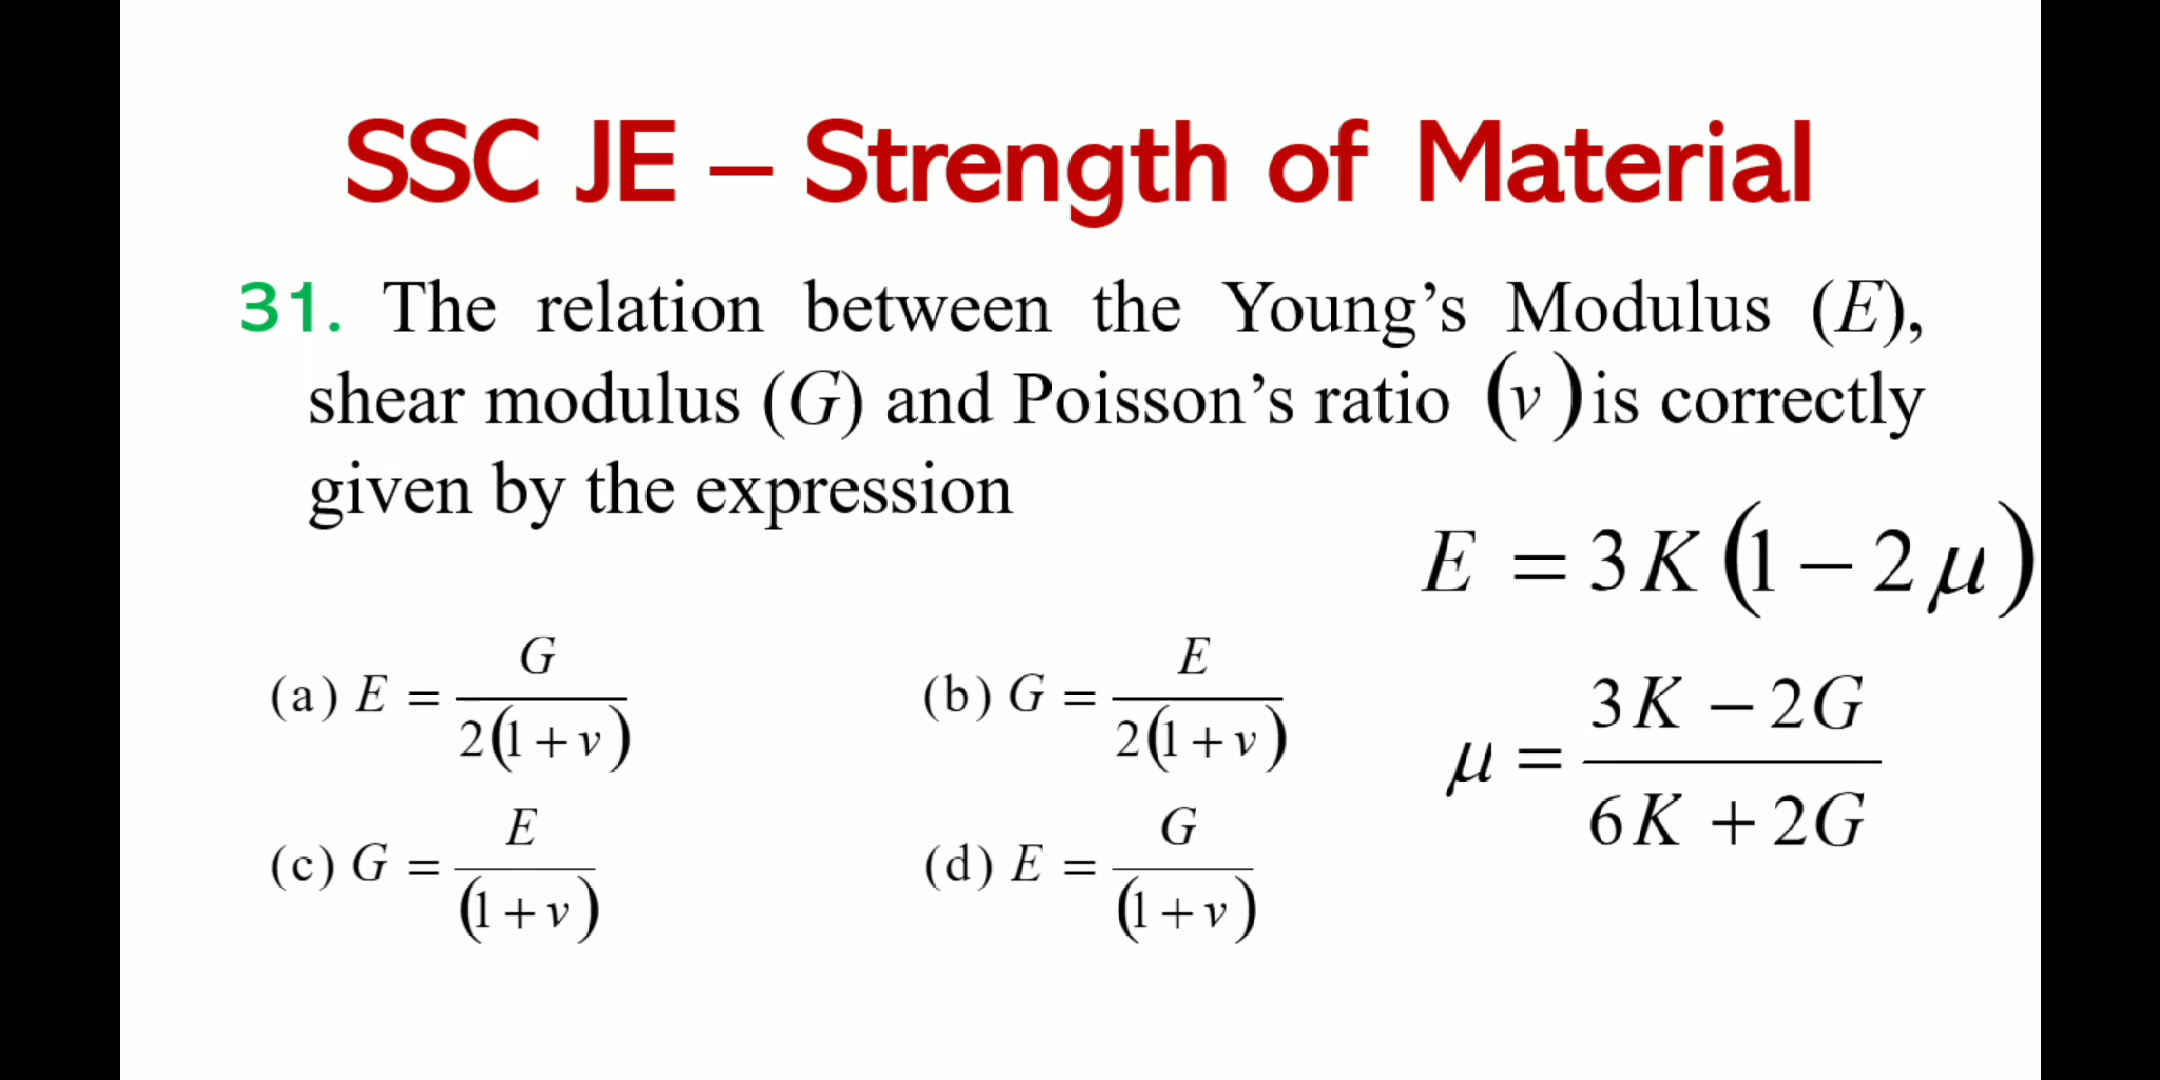 SSC JE – Strength of Material
31. The relation between the Young's Modulus (E),
shear modulus (G) and Poisson's ratio (ν) is correctly
given by the expression
E = 3K(1 – 2μ)
(a) E = G / 2(1+ν)
(b) G = E / 2(1+ν)
μ = 3K – 2G / 6K + 2G
(c) G = E / (1+ν)
(d) E = G / (1+ν)